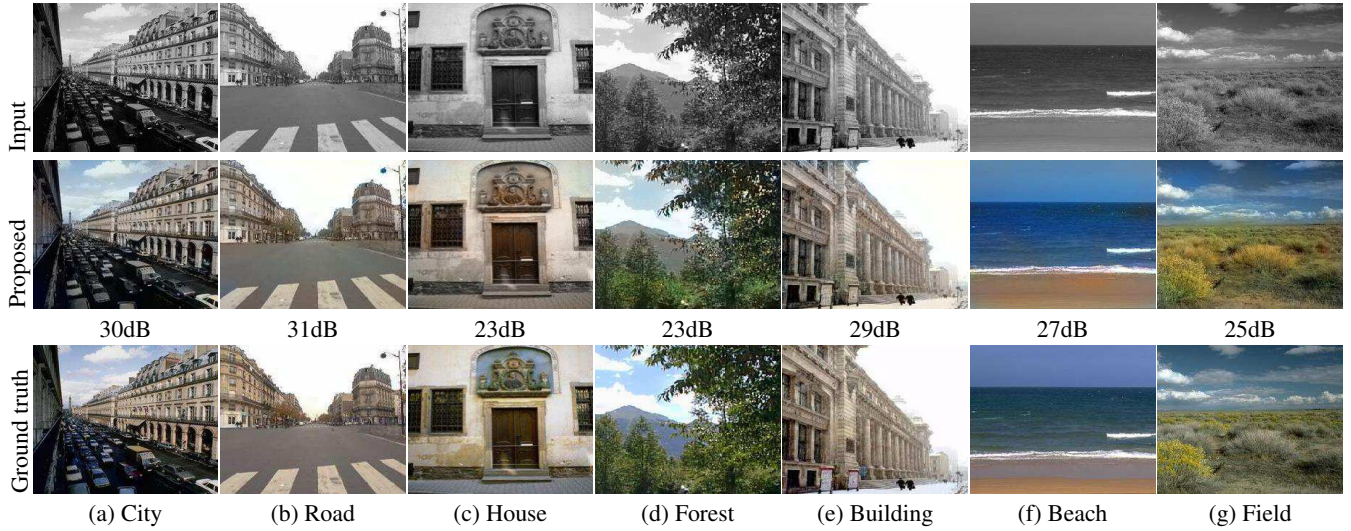 Input
Proposed
30dB 31dB 23dB 23dB 29dB 27dB 25dB
Ground truth
(a) City (b) Road (c) House (d) Forest (e) Building (f) Beach (g) Field